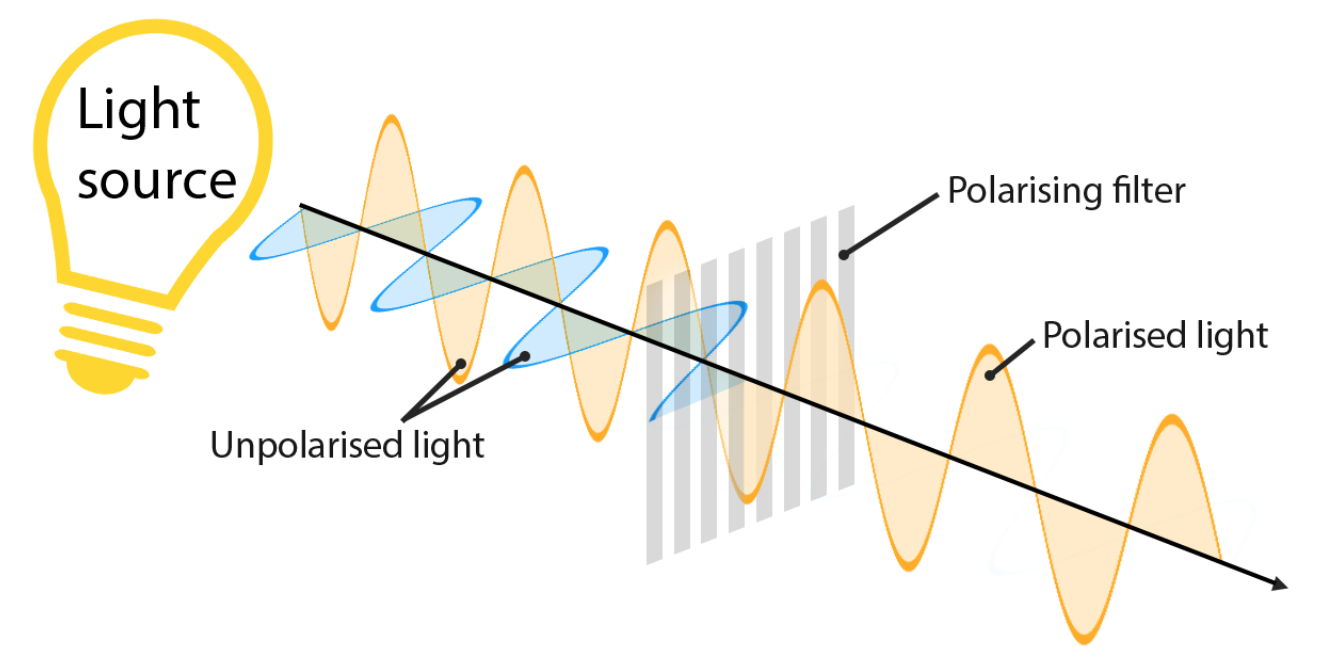 Light
source
Polarising filter
Polarised light
Unpolarised light